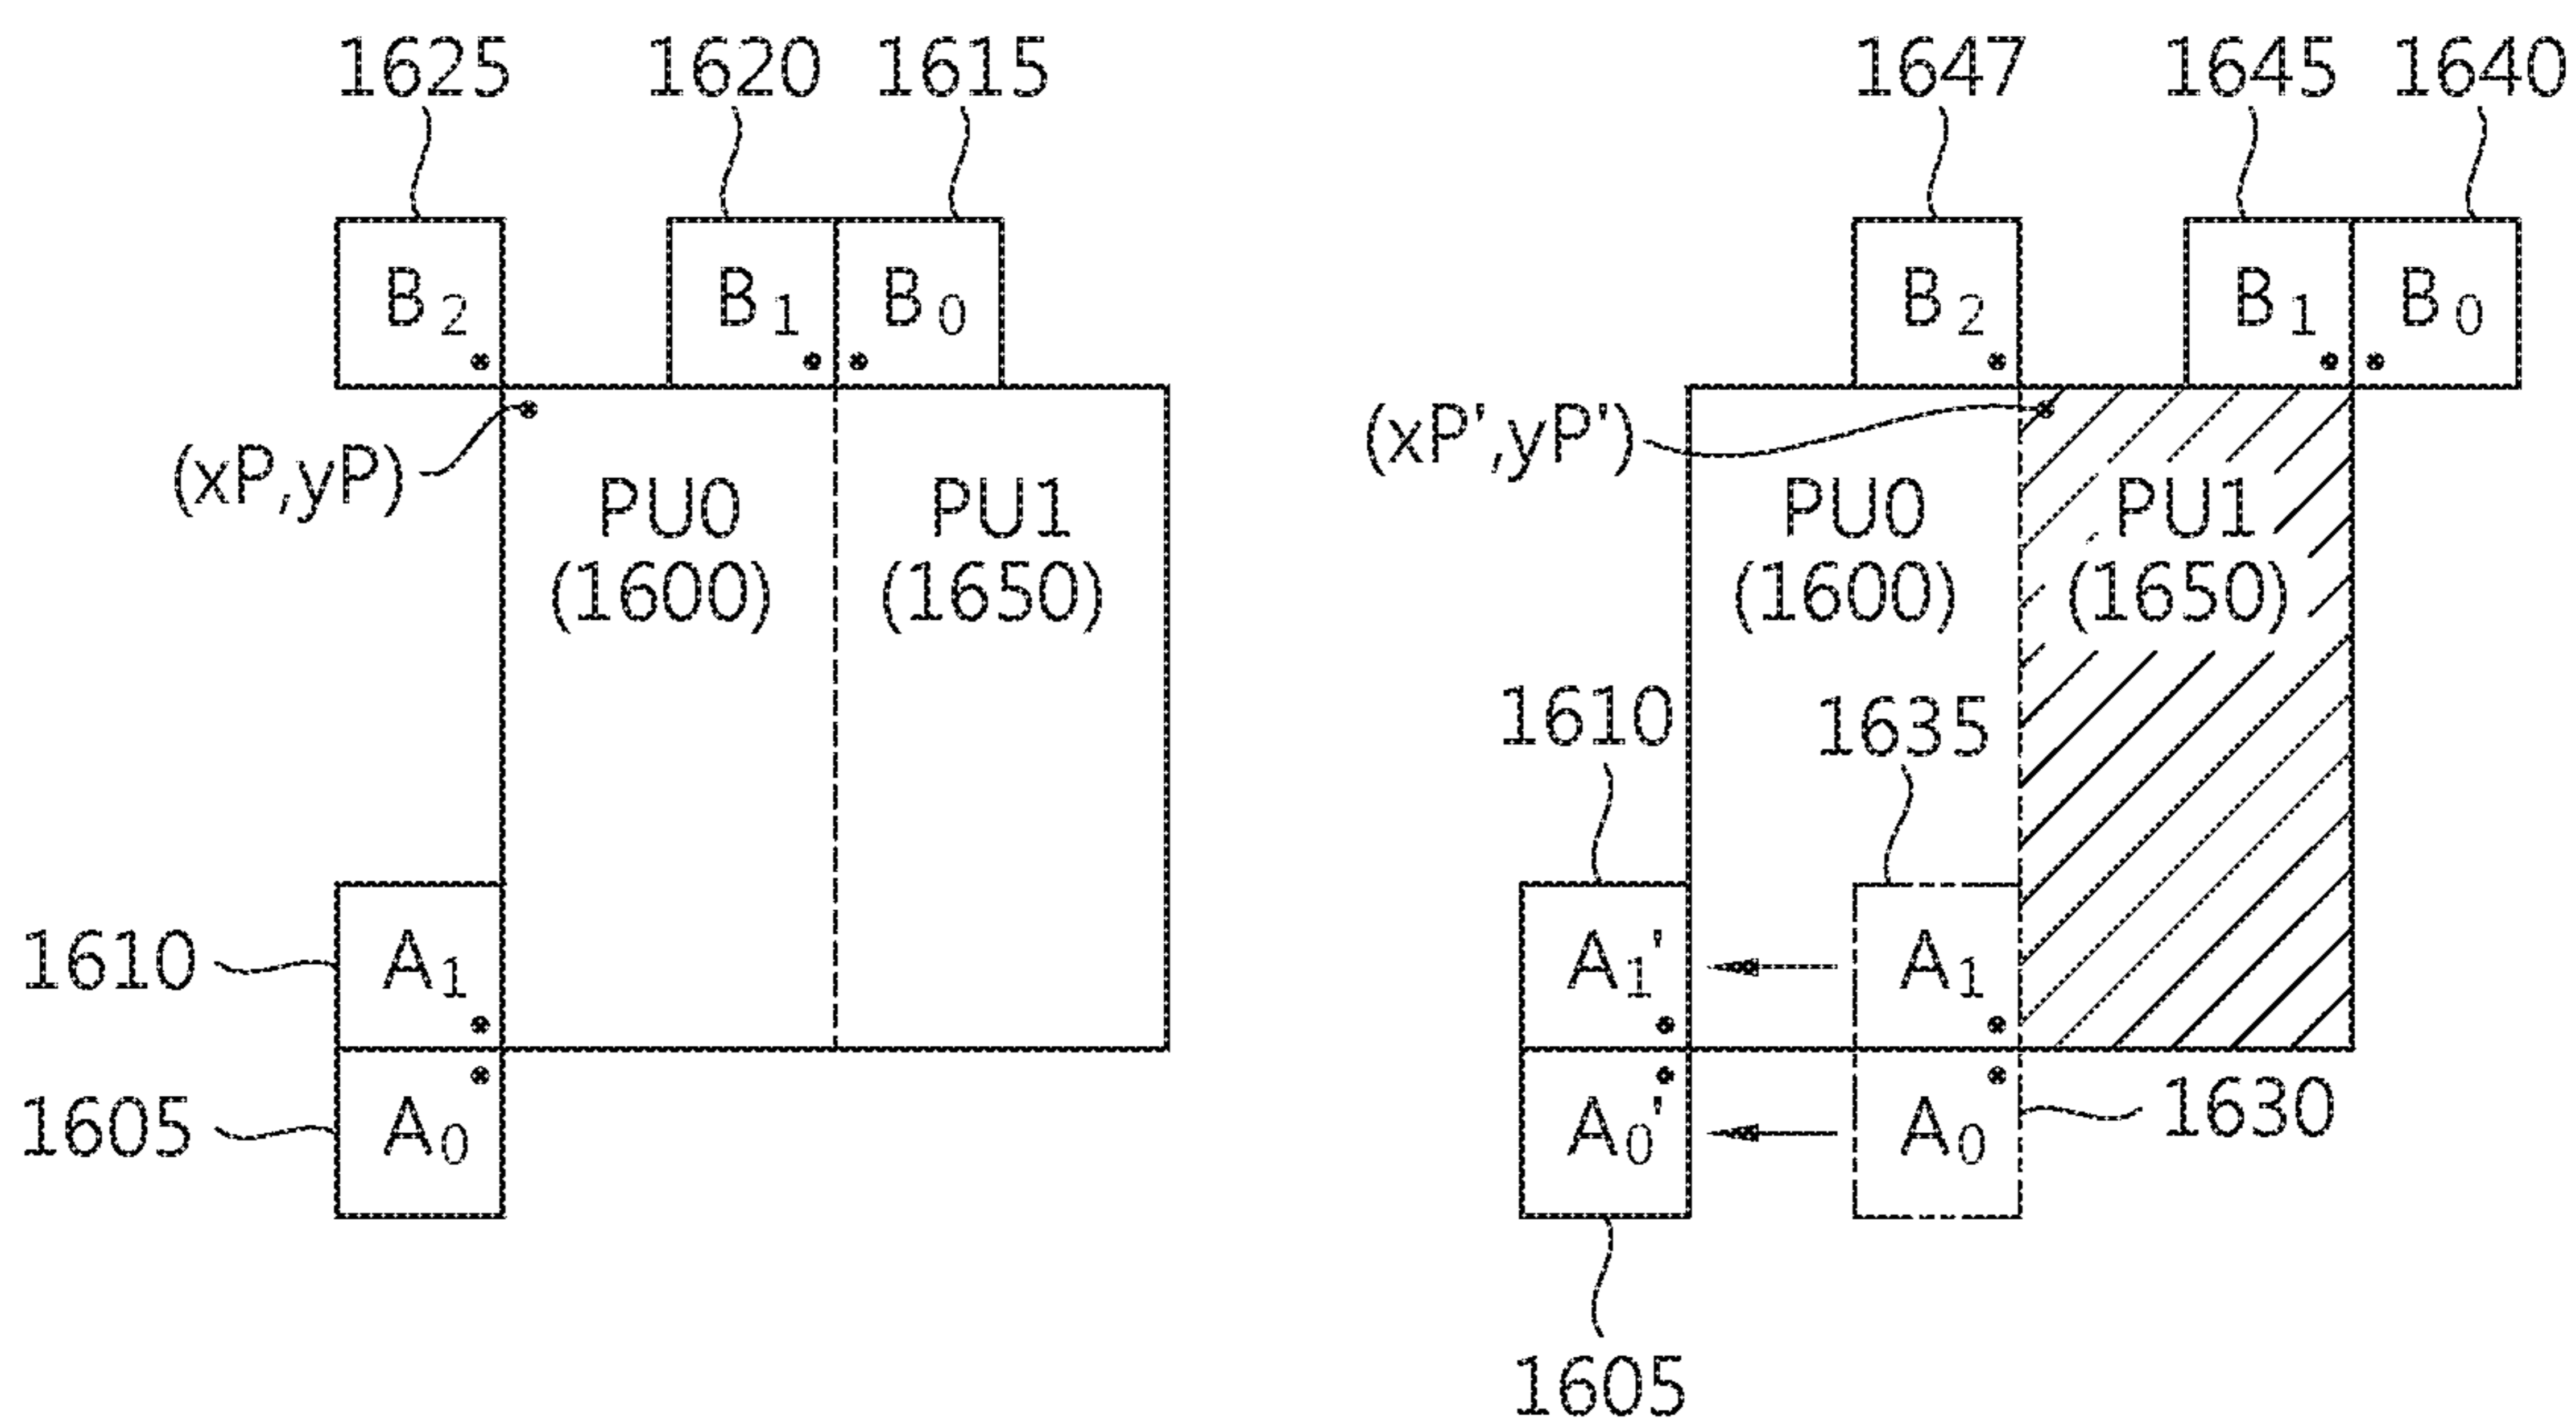 1625 1620 1615
B2 B1 B0
(xP,yP)
PU0 PU1
(1600) (1650)
1610 A1
1605 A0
1647 1645 1640
B2 B1 B0
(xP',yP')
PU0 PU1
(1600) (1650)
1610 1635
A1' A1
A0' A0 1630
1605